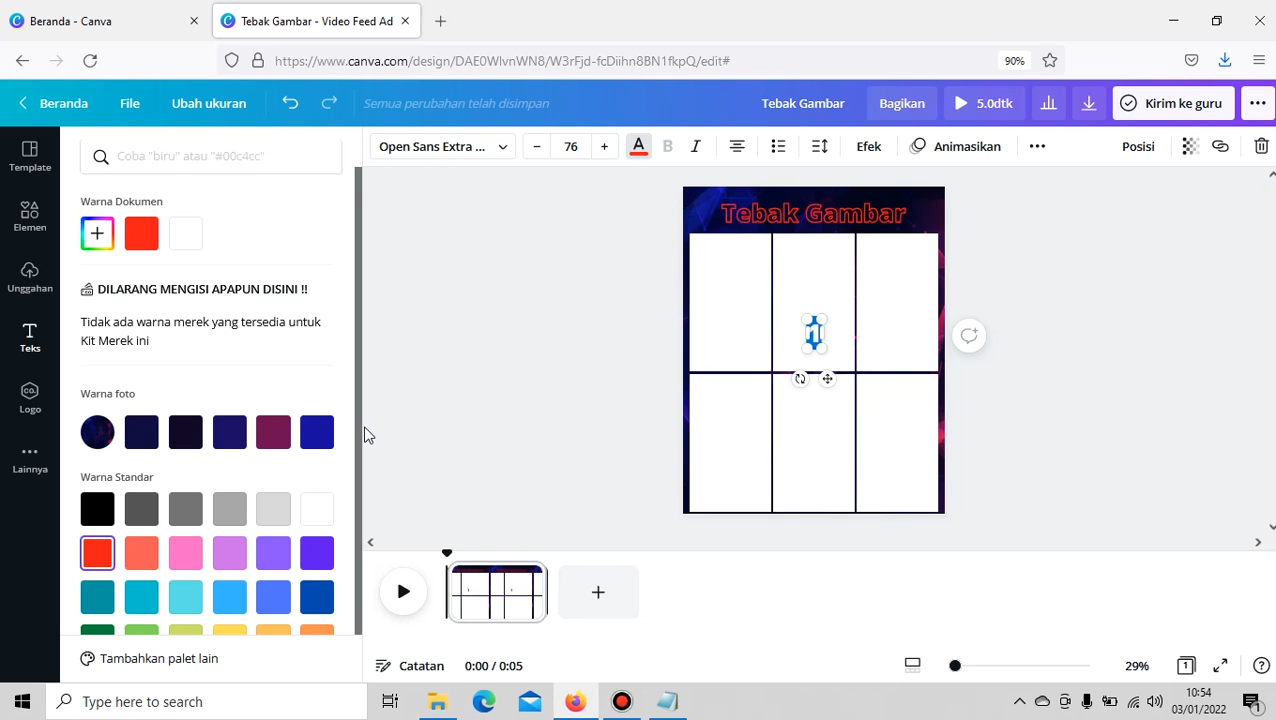 Beranda - Canva
Tebak Gambar - Video Feed Ad
https://www.canva.com/design/DAE0WlvnWN8/W3rFjd-fcDiihn8BN1fkpQ/edit#
90%
Beranda
File
Ubah ukuran
Semua perubahan telah disimpan
Tebak Gambar
Bagikan
5.0dtk
Kirim ke guru
Template
Elemen
Unggahan
Teks
Logo
Lainnya
Coba "biru" atau "#00c4cc"
Open Sans Extra ...
76
A
B
I
Efek
Animasikan
Posisi
Warna Dokumen
DILARANG MENGISI APAPUN DISINI !!
Tidak ada warna merek yang tersedia untuk
Kit Merek ini
Warna foto
Warna Standar
Tambahkan palet lain
Tebak Gambar
Catatan
0:00 / 0:05
29%
1
Type here to search
10:54
03/01/2022
1